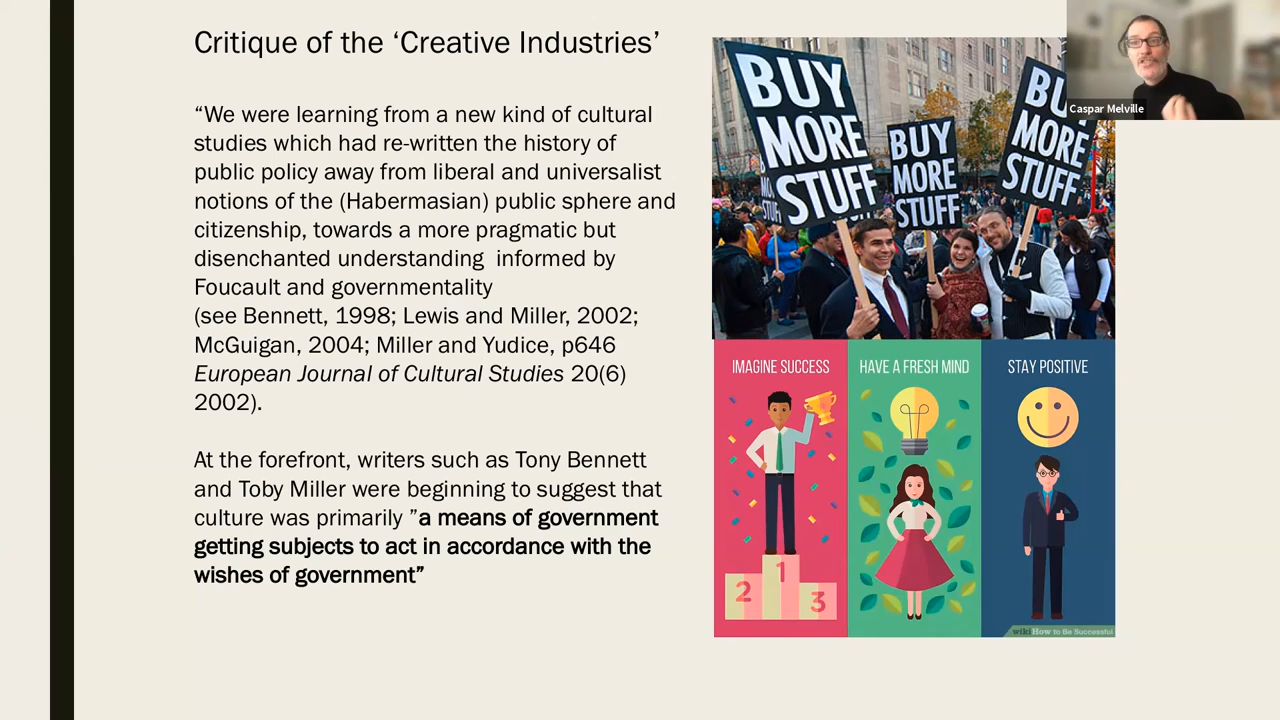 Critique of the ‘Creative Industries’
“We were learning from a new kind of cultural
studies which had re-written the history of
public policy away from liberal and universalist
notions of the (Habermasian) public sphere and
citizenship, towards a more pragmatic but
disenchanted understanding  informed by
Foucault and governmentality
(see Bennett, 1998; Lewis and Miller, 2002;
McGuigan, 2004; Miller and Yudice, p646
European Journal of Cultural Studies 20(6)
2002).
At the forefront, writers such as Tony Bennett
and Toby Miller were beginning to suggest that
culture was primarily ”a means of government
getting subjects to act in accordance with the
wishes of government”
BUY
MORE
STUFF
BUY
MORE
STUFF
BU
MORE
STUFF
Caspar Melville
IMAGINE SUCCESS
HAVE A FRESH MIND
STAY POSITIVE
1
2
3
wikiHow to Be Successful